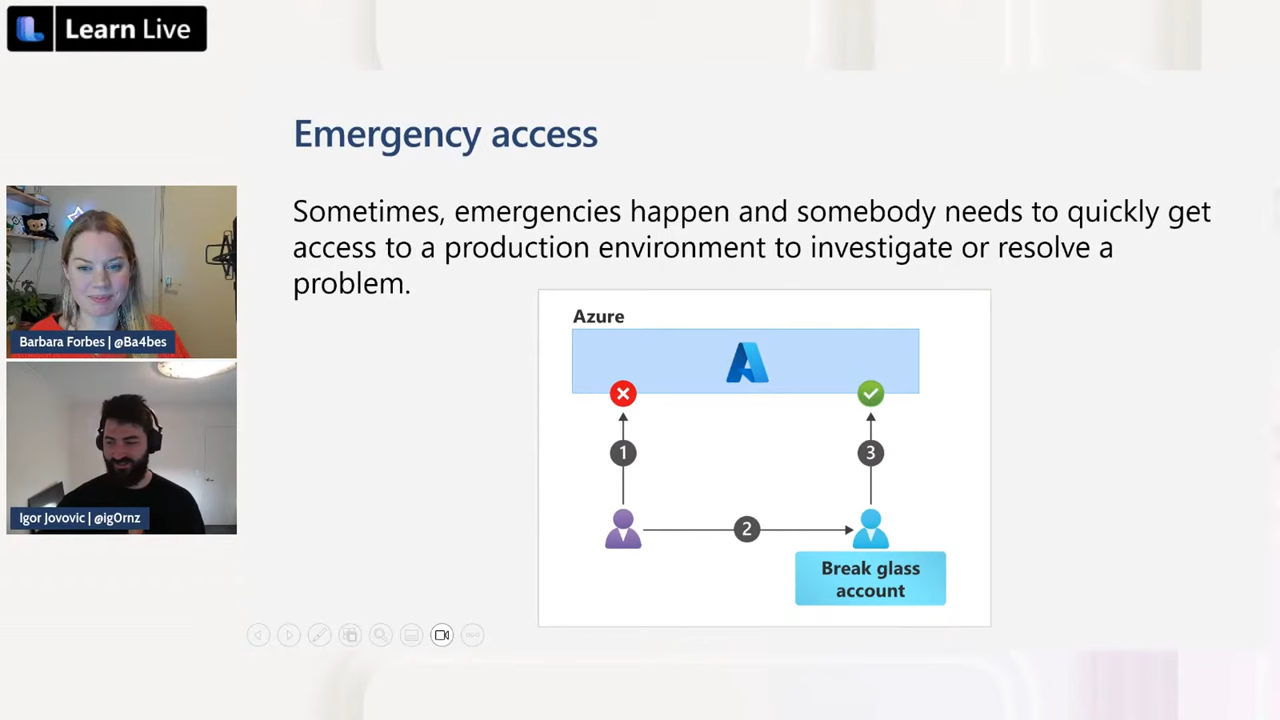 Learn Live
Emergency access
Sometimes, emergencies happen and somebody needs to quickly get
access to a production environment to investigate or resolve a
problem.
Barbara Forbes | @Ba4bes
Igor Jovovic | @ig0rnz
Azure
1
3
2
Break glass
account